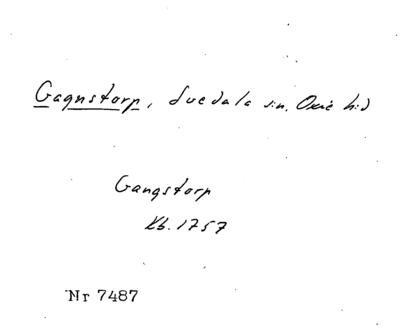 Gagnstorp, Svedala sn. Oxie hd
Gangstorp
Kb. 1757
Nr 7487